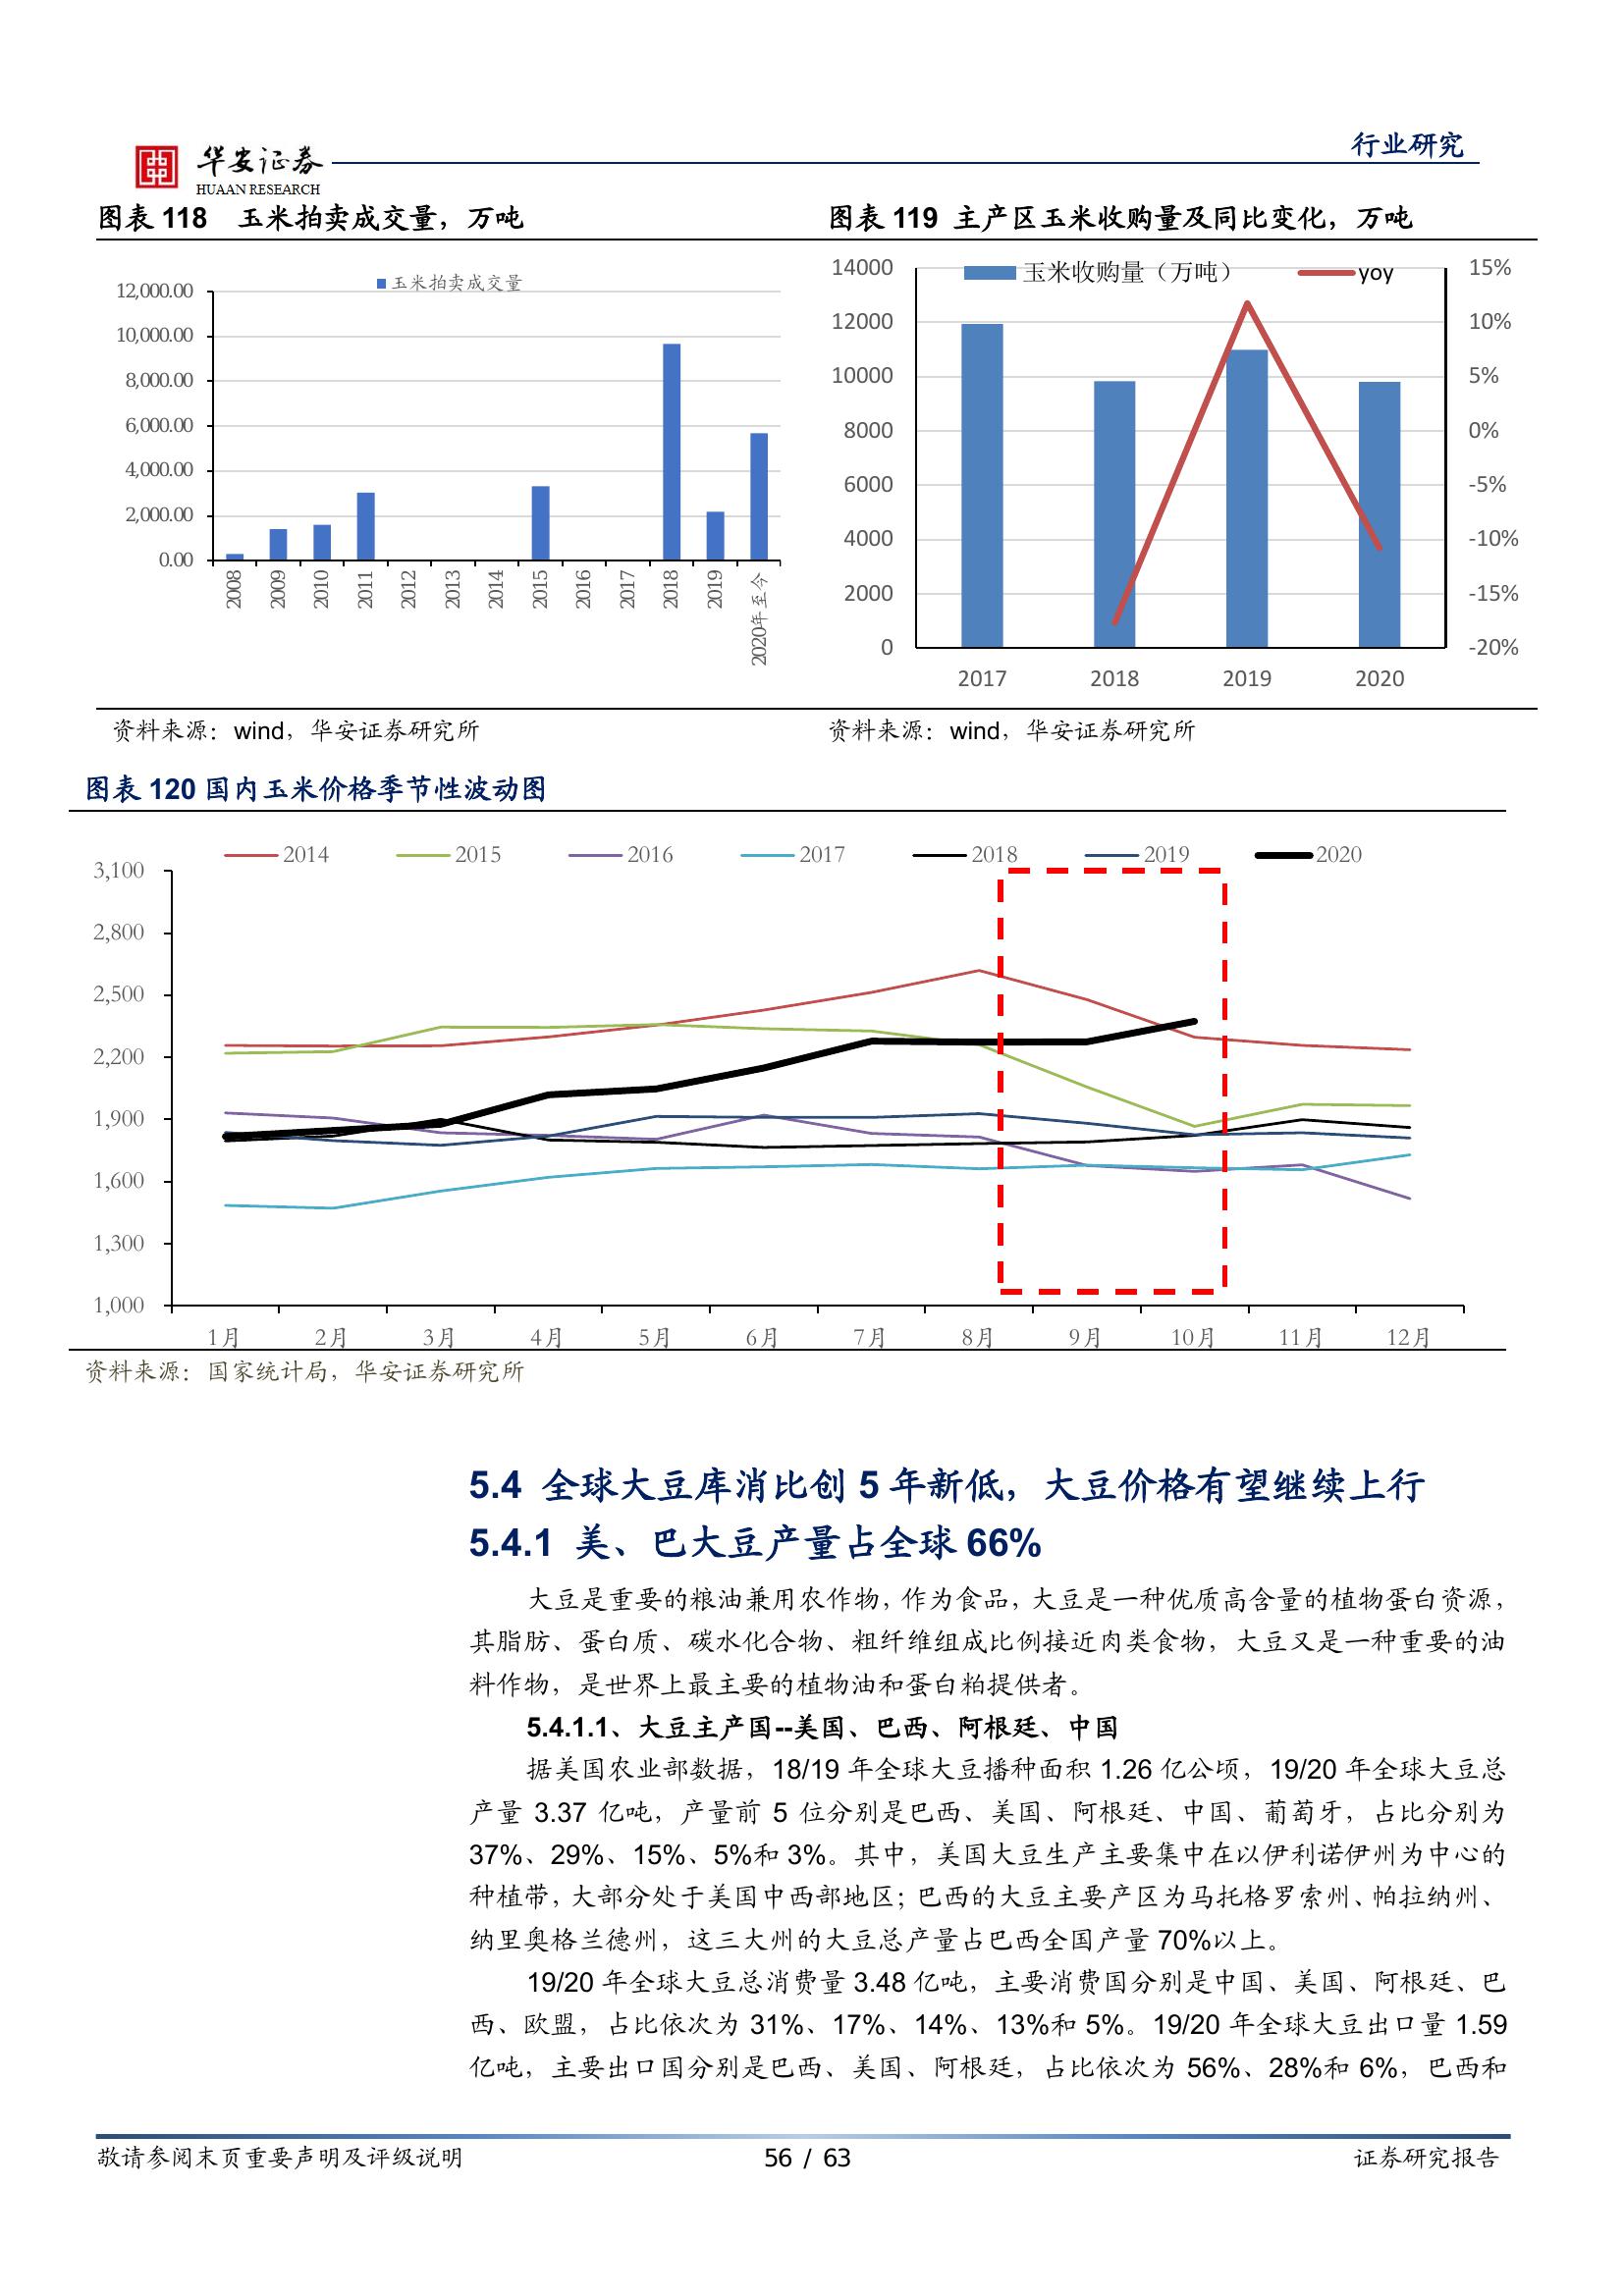 华安证券
HUAAN RESEARCH
行业研究
图表 118 玉米拍卖成交量，万吨
玉米拍卖成交量
12,000.00
10,000.00
8,000.00
6,000.00
4,000.00
2,000.00
0.00
2008
2009
2010
2011
2012
2013
2014
2015
2016
2017
2018
2019
2020年至今
资料来源：wind，华安证券研究所
图表 119 主产区玉米收购量及同比变化，万吨
玉米收购量（万吨）
yoy
14000
12000
10000
8000
6000
4000
2000
0
15%
10%
5%
0%
-5%
-10%
-15%
-20%
2017 2018 2019 2020
资料来源：wind，华安证券研究所
图表 120 国内玉米价格季节性波动图
2014 2015 2016 2017 2018 2019 2020
3,100
2,800
2,500
2,200
1,900
1,600
1,300
1,000
1月 2月 3月 4月 5月 6月 7月 8月 9月 10月 11月 12月
资料来源：国家统计局，华安证券研究所
5.4 全球大豆库消比创 5 年新低，大豆价格有望继续上行
5.4.1 美、巴大豆产量占全球 66%
大豆是重要的粮油兼用农作物，作为食品，大豆是一种优质高含量的植物蛋白资源，
其脂肪、蛋白质、碳水化合物、粗纤维组成比例接近肉类食物，大豆又是一种重要的油
料作物，是世界上最主要的植物油和蛋白粕提供者。
5.4.1.1、大豆主产国--美国、巴西、阿根廷、中国
据美国农业部数据，18/19 年全球大豆播种面积 1.26 亿公顷，19/20 年全球大豆总
产量 3.37 亿吨，产量前 5 位分别是巴西、美国、阿根廷、中国、葡萄牙，占比分别为
37%、29%、15%、5%和 3%。其中，美国大豆生产主要集中在以伊利诺伊州为中心的
种植带，大部分处于美国中西部地区；巴西的大豆主要产区为马托格罗索州、帕拉纳州、
纳里奥格兰德州，这三大州的大豆总产量占巴西全国产量 70%以上。
19/20 年全球大豆总消费量 3.48 亿吨，主要消费国分别是中国、美国、阿根廷、巴
西、欧盟，占比依次为 31%、17%、14%、13%和 5%。19/20 年全球大豆出口量 1.59
亿吨，主要出口国分别是巴西、美国、阿根廷，占比依次为 56%、28%和 6%，巴西和
敬请参阅末页重要声明及评级说明
56 / 63
证券研究报告